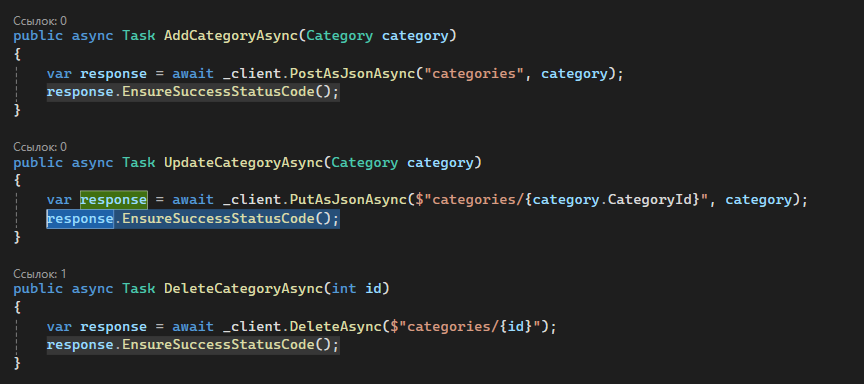 Ссылок: 0
public async Task AddCategoryAsync(Category category)
{
var response = await _client.PostAsJsonAsync("categories", category);
response.EnsureSuccessStatusCode();
}
Ссылок: 0
public async Task UpdateCategoryAsync(Category category)
{
var response = await _client.PutAsJsonAsync($"categories/{category.CategoryId}", category);
response.EnsureSuccessStatusCode();
}
Ссылок: 1
public async Task DeleteCategoryAsync(int id)
{
var response = await _client.DeleteAsync($"categories/{id}");
response.EnsureSuccessStatusCode();
}